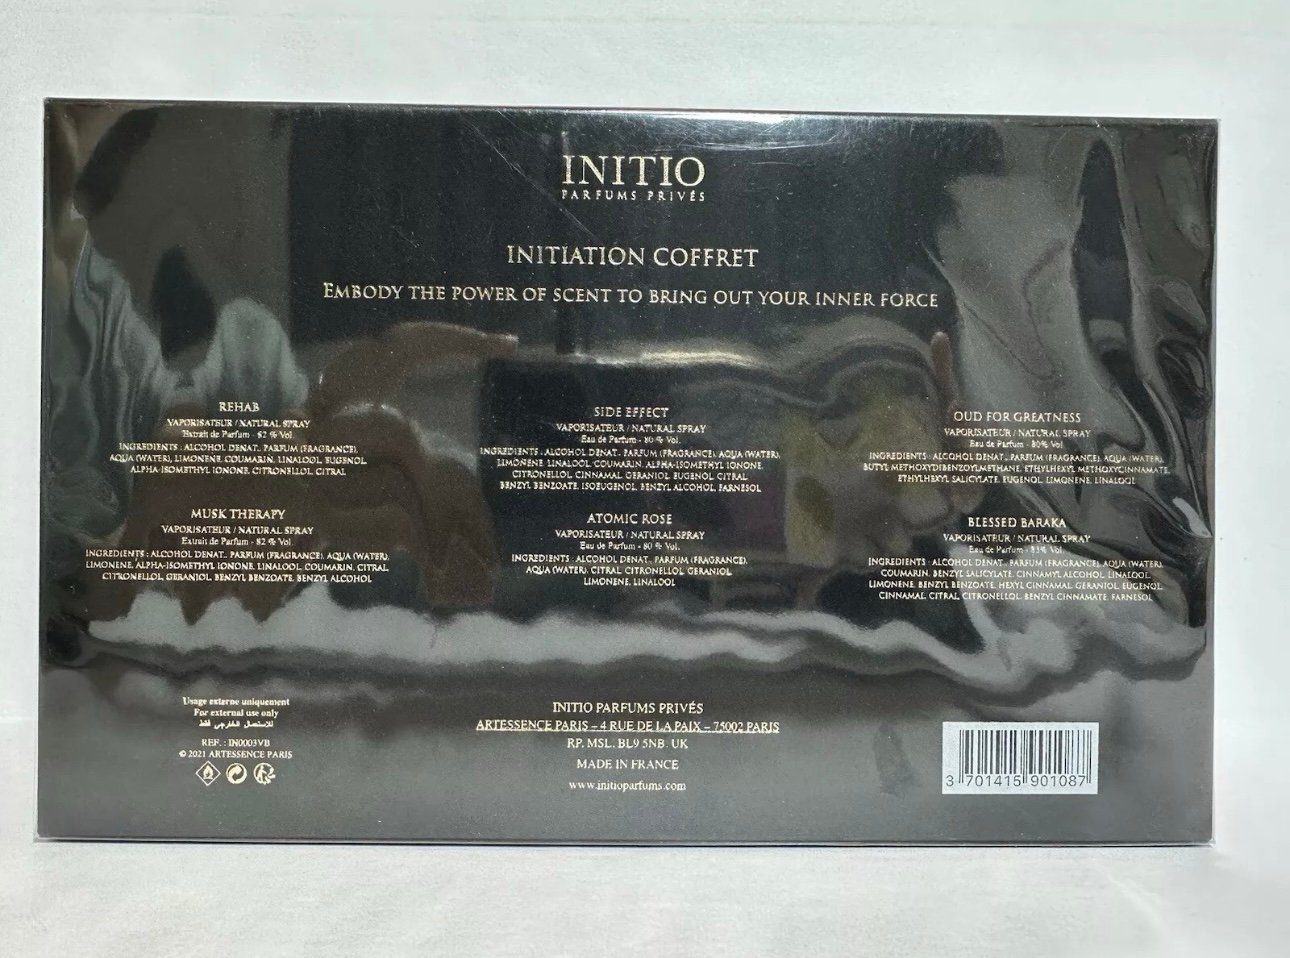 INITIO
PARFUMS PRIVÉS
INITIATION COFFRET
EMBODY THE POWER OF SCENT TO BRING OUT YOUR INNER FORCE
REHAB
VAPORISATEUR / NATURAL SPRAY
Extrait de Parfum - 82 % Vol.
INGREDIENTS : ALCOHOL DENAT., PARFUM (FRAGRANCE),
AQUA (WATER), LIMONENE, COUMARIN, LINALOOL, EUGENOL,
ALPHA-ISOMETHYL IONONE, CITRONELLOL, CITRAL
SIDE EFFECT
VAPORISATEUR / NATURAL SPRAY
Eau de Parfum - 80 % Vol.
INGREDIENTS : ALCOHOL DENAT., PARFUM (FRAGRANCE), AQUA (WATER),
LIMONENE, LINALOOL, COUMARIN, ALPHA-ISOMETHYL IONONE,
CITRONELLOL, CINNAMAL, GERANIOL, EUGENOL, CITRAL,
BENZYL BENZOATE, ISOEUGENOL, BENZYL ALCOHOL, FARNESOL
OUD FOR GREATNESS
VAPORISATEUR / NATURAL SPRAY
Eau de Parfum - 80% Vol.
INGREDIENTS : ALCOHOL DENAT., PARFUM (FRAGRANCE), AQUA (WATER),
BUTYL METHOXYDIBENZOYLMETHANE, ETHYLHEXYL METHOXYCINNAMATE,
ETHYLHEXYL SALICYLATE, EUGENOL, LIMONENE, LINALOOL
MUSK THERAPY
VAPORISATEUR / NATURAL SPRAY
Extrait de Parfum - 82 % Vol.
INGREDIENTS : ALCOHOL DENAT., PARFUM (FRAGRANCE), AQUA (WATER),
LIMONENE, ALPHA-ISOMETHYL IONONE, LINALOOL, COUMARIN, CITRAL,
CITRONELLOL, GERANIOL, BENZYL BENZOATE, BENZYL ALCOHOL
ATOMIC ROSE
VAPORISATEUR / NATURAL SPRAY
Eau de Parfum - 80 % Vol.
INGREDIENTS : ALCOHOL DENAT., PARFUM (FRAGRANCE),
AQUA (WATER), CITRAL, CITRONELLOL, GERANIOL,
LIMONENE, LINALOOL
BLESSED BARAKA
VAPORISATEUR / NATURAL SPRAY
Eau de Parfum - 83% Vol.
INGREDIENTS : ALCOHOL DENAT., PARFUM (FRAGRANCE), AQUA (WATER),
COUMARIN, BENZYL SALICYLATE, CINNAMYL ALCOHOL, LINALOOL,
LIMONENE, BENZYL BENZOATE, HEXYL CINNAMAL, GERANIOL, EUGENOL,
CINNAMAL, CITRAL, CITRONELLOL, BENZYL CINNAMATE, FARNESOL
Usage externe uniquement
For external use only
للاستعمال الخارجي فقط
REF. : IN0003VB
© 2021 ARTESSENCE PARIS
INITIO PARFUMS PRIVÉS
ARTESSENCE PARIS – 4 RUE DE LA PAIX – 75002 PARIS
RP. MSL. BL9 5NB. UK
MADE IN FRANCE
www.initioparfums.com
3 701415 901087